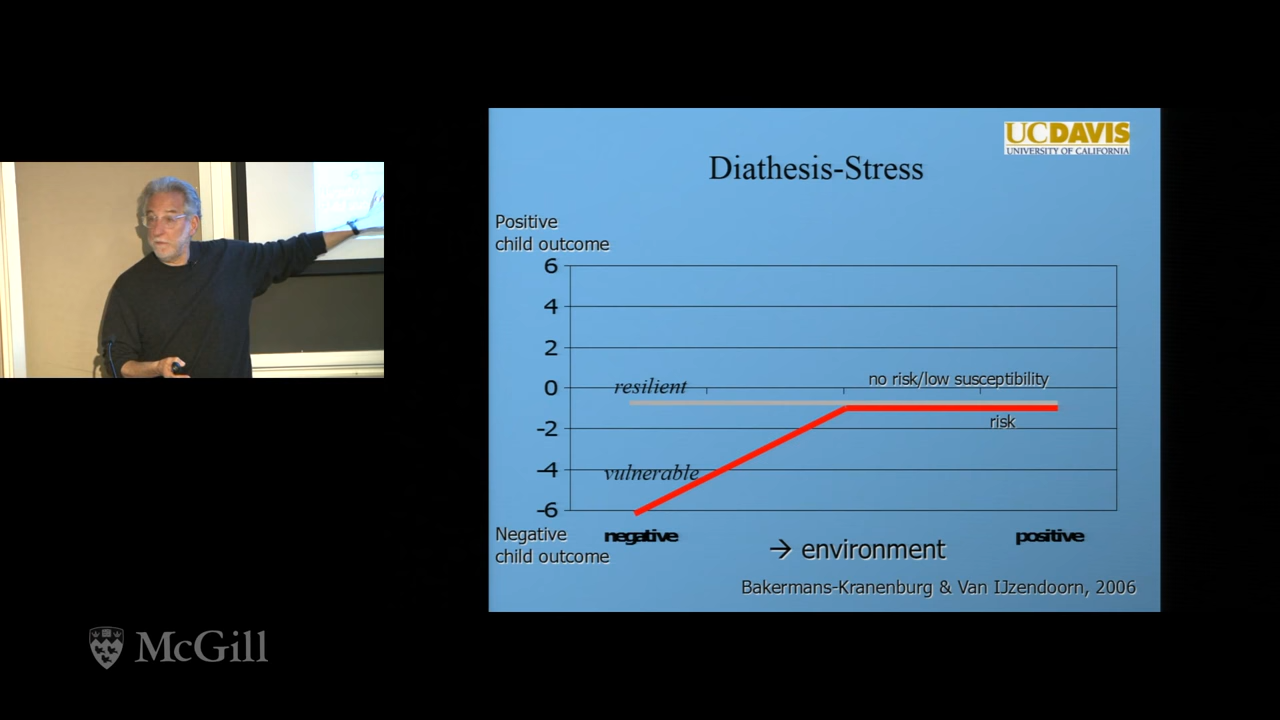 UCDAVIS
UNIVERSITY OF CALIFORNIA
Diathesis-Stress
Positive
child outcome
6
4
2
0
-2
-4
-6
resilient
no risk/low susceptibility
risk
vulnerable
Negative
child outcome
negative
positive
→ environment
Bakermans-Kranenburg & Van IJzendoorn, 2006
McGill